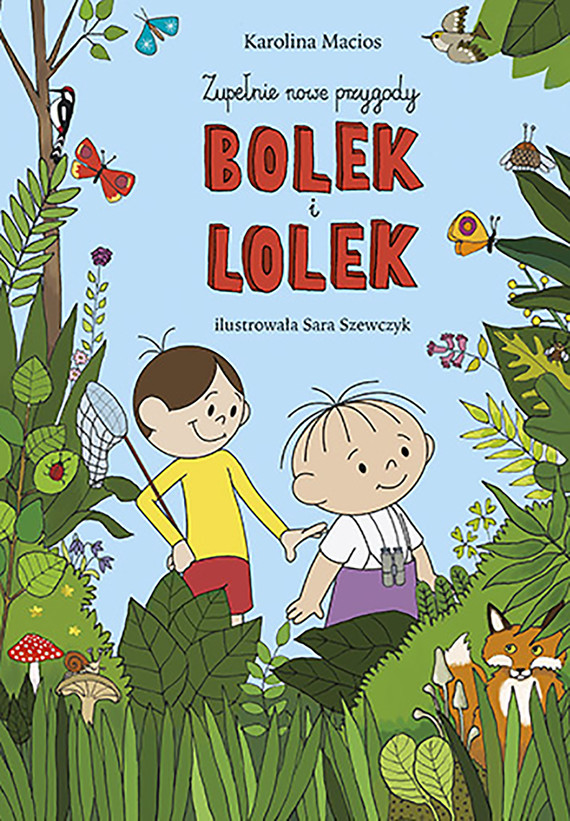 Karolina Macios
Zupełnie nowe przygody
BOLEK
i
LOLEK
ilustrowała Sara Szewczyk